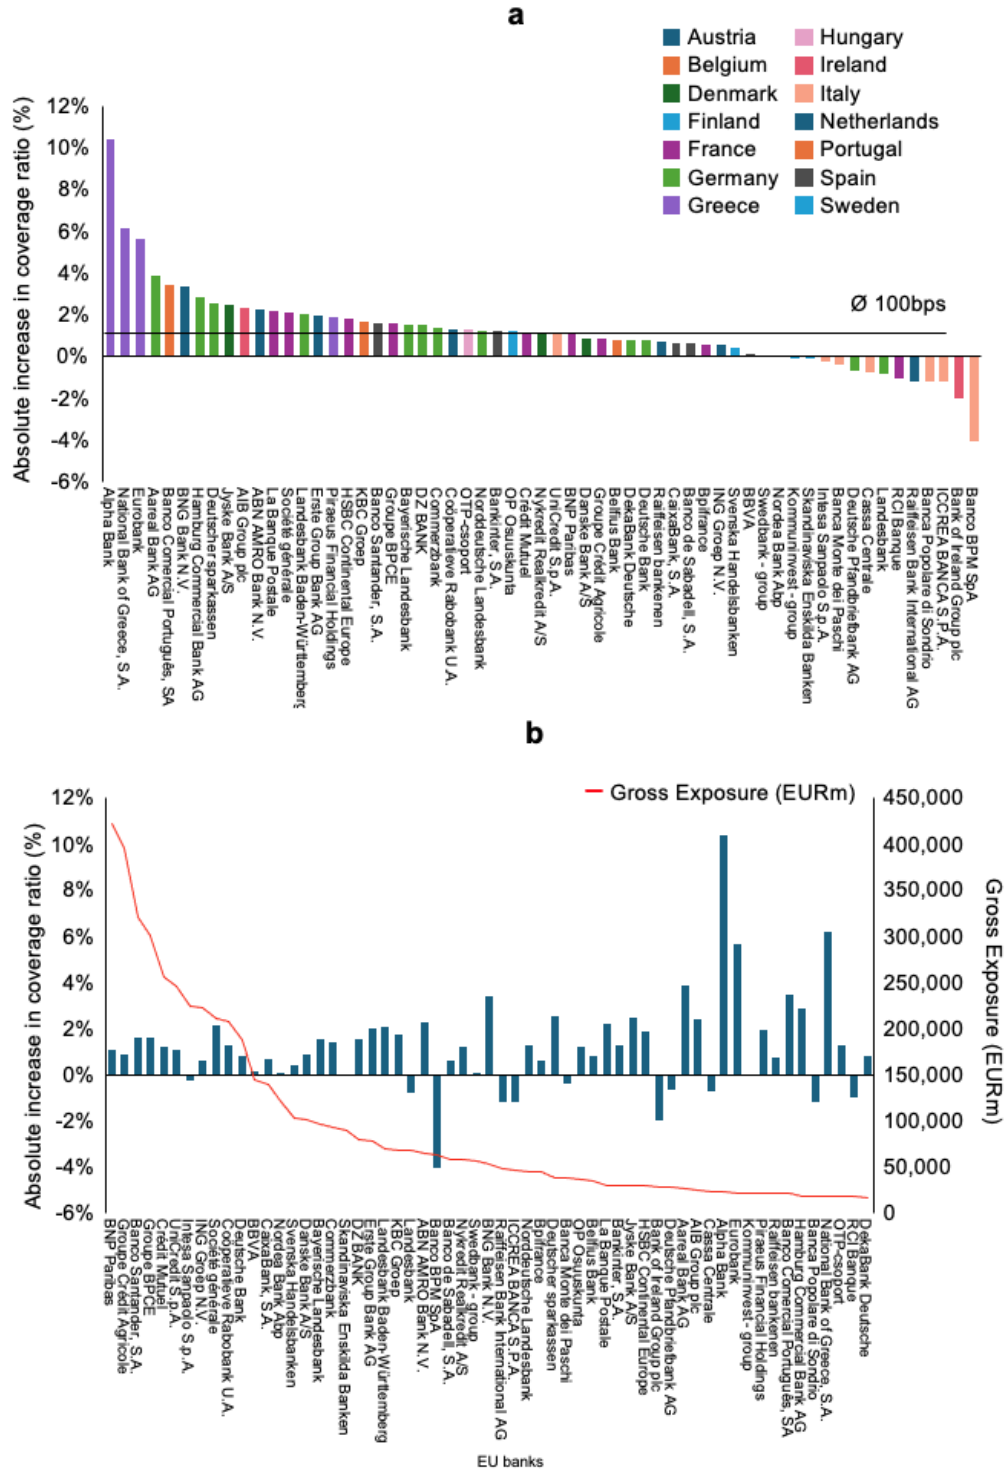 a
Austria
Belgium
Denmark
Finland
France
Germany
Greece
Hungary
Ireland
Italy
Netherlands
Portugal
Spain
Sweden
Absolute increase in coverage ratio (%)
12%
10%
8%
6%
4%
2%
0%
-2%
-4%
-6%
Ø 100bps
Alpha Bank
National Bank of Greece, S.A.
Eurobank
Aareal Bank AG
Banco Comercial Português, SA
BNG Bank N.V.
Hamburg Commercial Bank AG
Deutscher sparkassen
Jyske Bank A/S
AIB Group plc
ABN AMRO Bank N.V.
La Banque Postale
Société générale
Landesbank Baden-Württemberg
Erste Group Bank AG
Piraeus Financial Holdings
HSBC Continental Europe
KBC Groep
Banco Santander, S.A.
Groupe BPCE
Bayerische Landesbank
DZ BANK
Commerzbank
Coöperatieve Rabobank U.A.
OTP-csoport
Norddeutsche Landesbank
Bankinter, S.A.
OP Osuuskunta
Crédit Mutuel
Nykredit Realkredit A/S
UniCredit S.p.A.
BNP Paribas
Danske Bank A/S
Groupe Crédit Agricole
Belfius Bank
DekaBank Deutsche
Deutsche Bank
Raiffeisen bankenen
CaixaBank, S.A.
Banco de Sabadell, S.A.
Bpifrance
ING Groep N.V.
Svenska Handelsbanken
BBVA
Swedbank - group
Nordea Bank Abp
Kommuninvest - group
Skandinaviska Enskilda Banken
Intesa Sanpaolo S.p.A.
Banca Monte dei Paschi
Deutsche Pfandbriefbank AG
Cassa Centrale
Landesbank
RCI Banque
Raiffeisen Bank International AG
Banca Popolare di Sondrio
ICCREA BANCA S.P.A.
Bank of Ireland Group plc
Banco BPM SpA
b
Gross Exposure (EURm)
Absolute increase in coverage ratio (%)
12%
10%
8%
6%
4%
2%
0%
-2%
-4%
-6%
450,000
400,000
350,000
300,000
250,000
200,000
150,000
100,000
50,000
0
Gross Exposure (EURm)
BNP Paribas
Groupe Crédit Agricole
Banco Santander, S.A.
Groupe BPCE
Crédit Mutuel
UniCredit S.p.A.
Intesa Sanpaolo S.p.A.
ING Groep N.V.
Société générale
Coöperatieve Rabobank U.A.
Deutsche Bank
BBVA
CaixaBank, S.A.
Nordea Bank Abp
Svenska Handelsbanken
Danske Bank A/S
Bayerische Landesbank
Commerzbank
Skandinaviska Enskilda Banken
DZ BANK
Erste Group Bank AG
Landesbank Baden-Württemberg
KBC Groep
Landesbank
ABN AMRO Bank N.V.
Banco BPM SpA
Banco de Sabadell, S.A.
Nykredit Realkredit A/S
Swedbank - group
BNG Bank N.V.
Raiffeisen Bank International AG
ICCREA BANCA S.P.A.
Norddeutsche Landesbank
Bpifrance
Deutscher sparkassen
Banca Monte dei Paschi
OP Osuuskunta
Belfius Bank
La Banque Postale
Bankinter, S.A.
Jyske Bank A/S
HSBC Continental Europe
Bank of Ireland Group plc
Deutsche Pfandbriefbank AG
Aareal Bank AG
AIB Group plc
Cassa Centrale
Alpha Bank
Eurobank
Kommuninvest - group
Piraeus Financial Holdings
Raiffeisen bankenen
Banco Comercial Português, SA
Hamburg Commercial Bank AG
Banca Popolare di Sondrio
National Bank of Greece, S.A.
OTP-csoport
RCI Banque
DekaBank Deutsche
EU banks